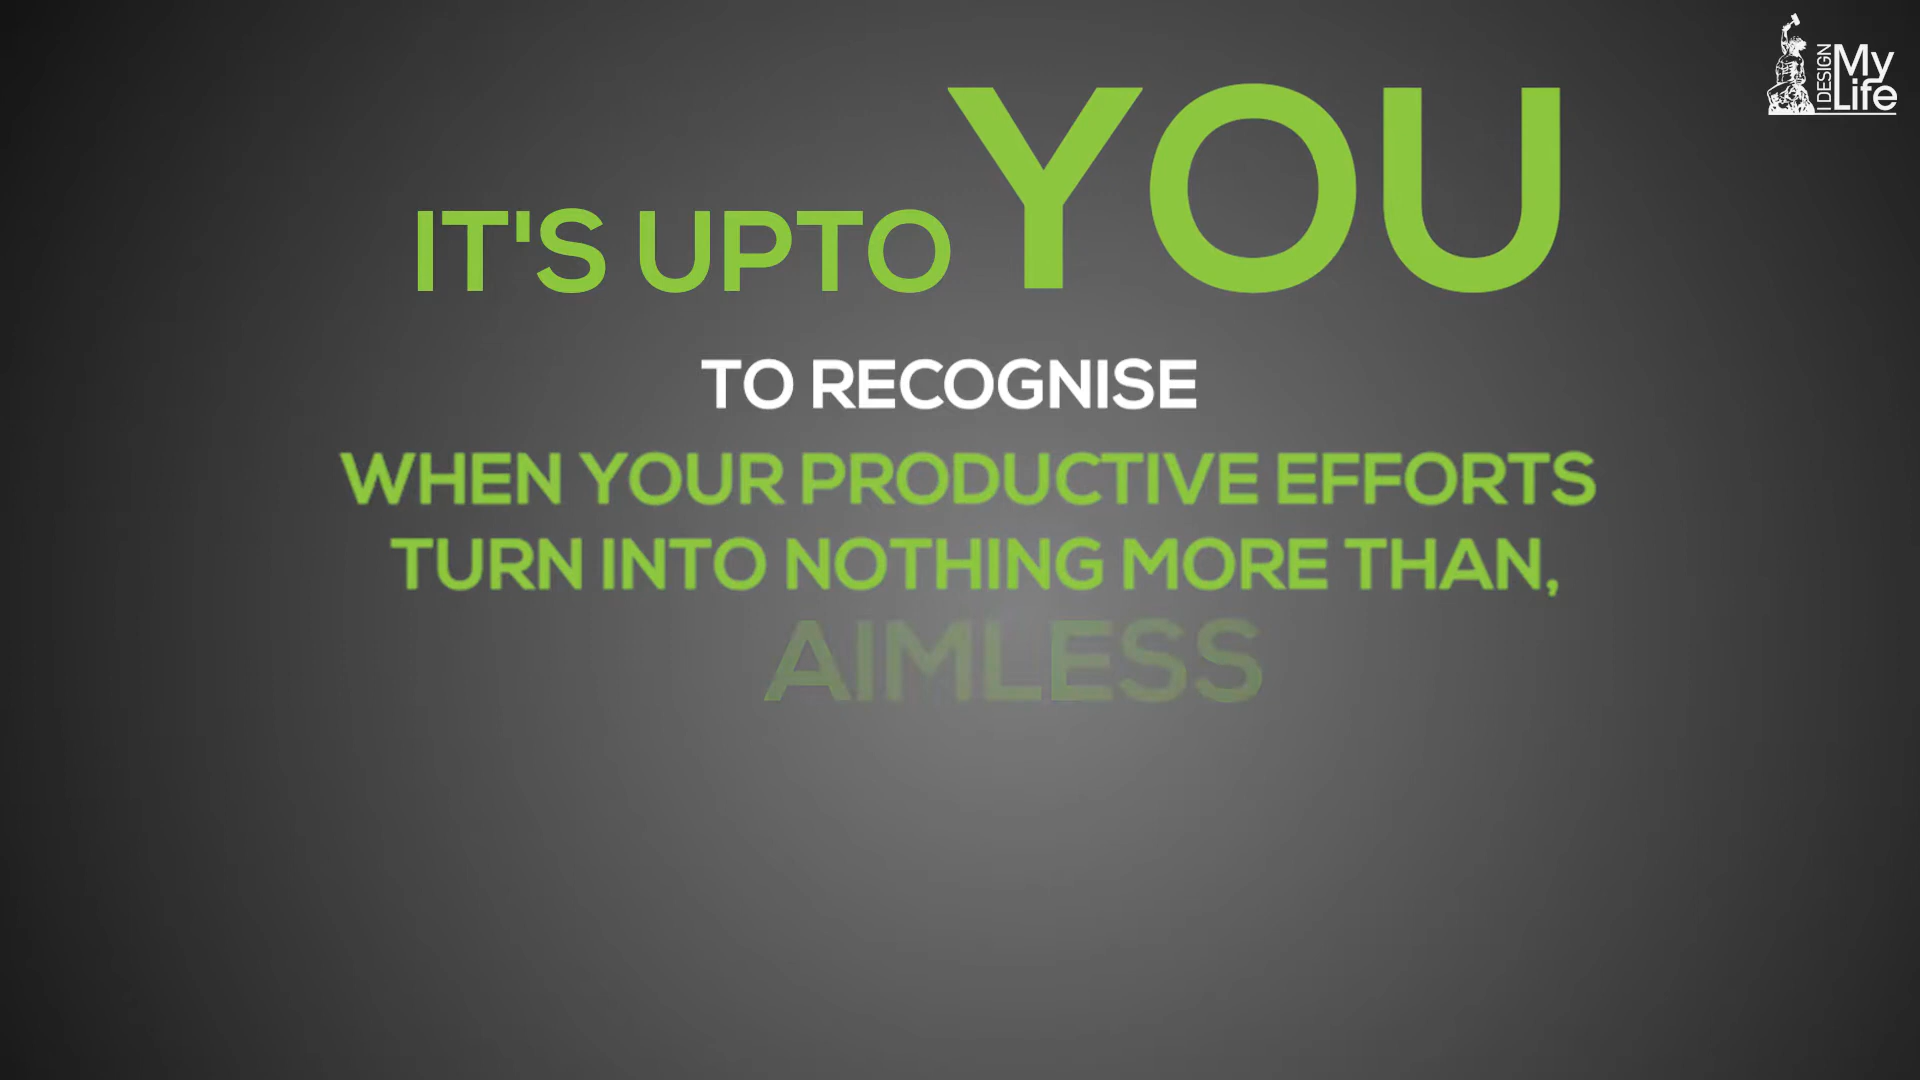 IT'S UPTO YOU
TO RECOGNISE
WHEN YOUR PRODUCTIVE EFFORTS
TURN INTO NOTHING MORE THAN,
AIMLESS
I DESIGN
My
Life